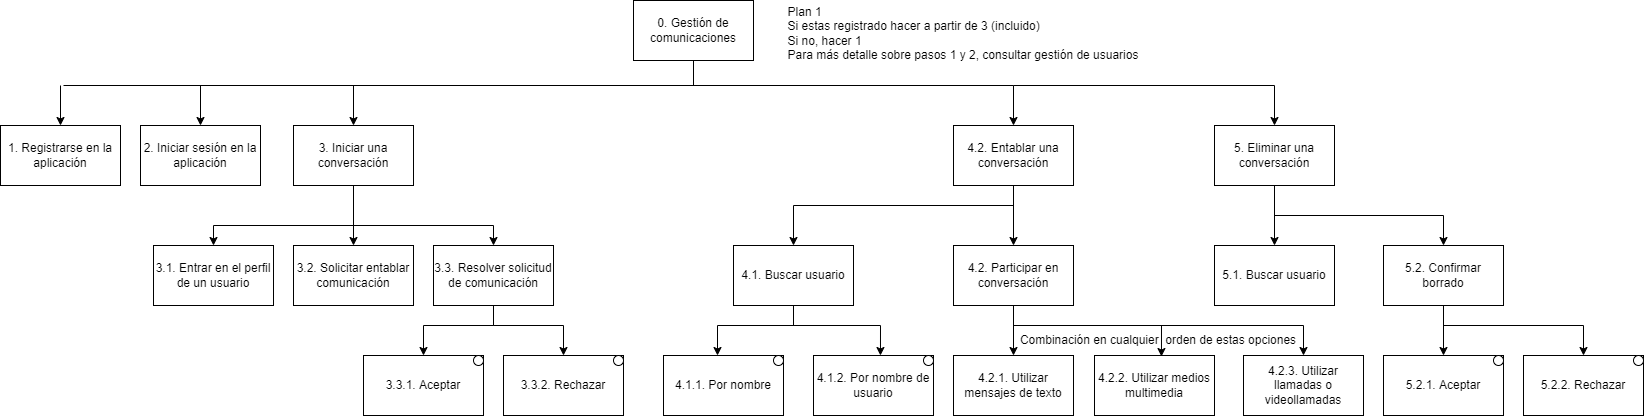 0. Gestión de
comunicaciones
Plan 1
Si estas registrado hacer a partir de 3 (incluido)
Si no, hacer 1
Para más detalle sobre pasos 1 y 2, consultar gestión de usuarios
1. Registrarse en la
aplicación
2. Iniciar sesión en la
aplicación
3. Iniciar una
conversación
4.2. Entablar una
conversación
5. Eliminar una
conversación
3.1. Entrar en el perfil
de un usuario
3.2. Solicitar entablar
comunicación
3.3. Resolver solicitud
de comunicación
4.1. Buscar usuario
4.2. Participar en
conversación
5.1. Buscar usuario
5.2. Confirmar
borrado
Combinación en cualquier orden de estas opciones
3.3.1. Aceptar
3.3.2. Rechazar
4.1.1. Por nombre
4.1.2. Por nombre de
usuario
4.2.1. Utilizar
mensajes de texto
4.2.2. Utilizar medios
multimedia
4.2.3. Utilizar
llamadas o
videollamadas
5.2.1. Aceptar
5.2.2. Rechazar